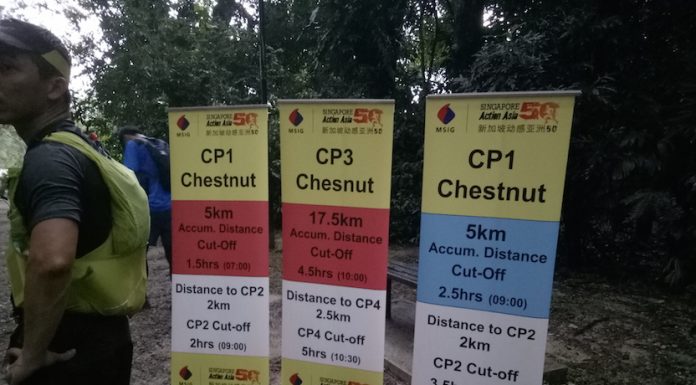 MSIG
SINGAPORE
Action Asia 50
新加坡动感亚洲50
CP1
Chestnut
5km
Accum. Distance
Cut-Off
1.5hrs (07:00)
Distance to CP2
2km
CP2 Cut-off
2hrs (09:00)
MSIG
MSIG
SINGAPORE
Action Asia 50
新加坡动感亚洲50
CP3
Chesnut
17.5km
Accum. Distance
Cut-Off
4.5hrs (10:00)
Distance to CP4
2.5km
CP4 Cut-off
5hrs (10:30)
MSIG
SINGAPORE
Action Asia 50
新加坡动感亚洲50
CP1
Chestnut
5km
Accum. Distance
Cut-Off
2.5hrs (09:00)
Distance to CP2
2km
CP2 Cut-off